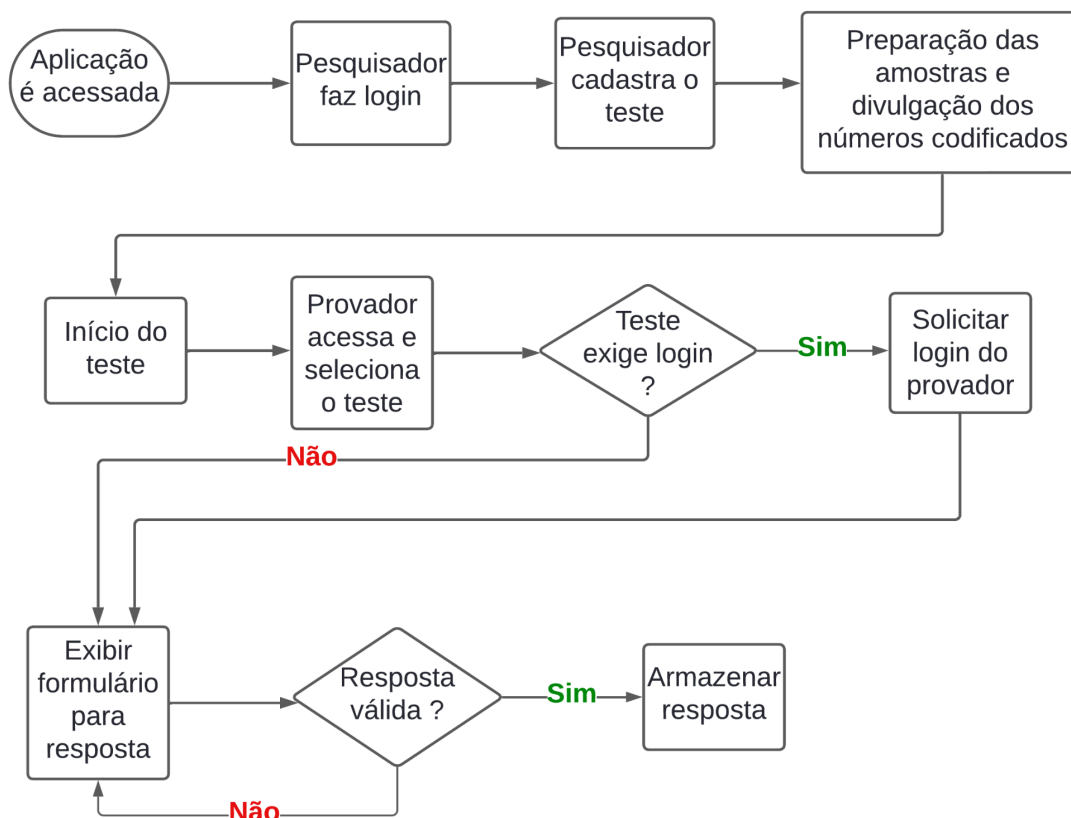 Aplicação
é acessada
Pesquisador
faz login
Pesquisador
cadastra o
teste
Preparação das
amostras e
divulgação dos
números codificados
Início do
teste
Provador
acessa e
seleciona
o teste
Teste
exige login
?
Sim
Solicitar
login do
provador
Não
Exibir
formulário
para
resposta
Resposta
válida ?
Sim
Armazenar
resposta
Não